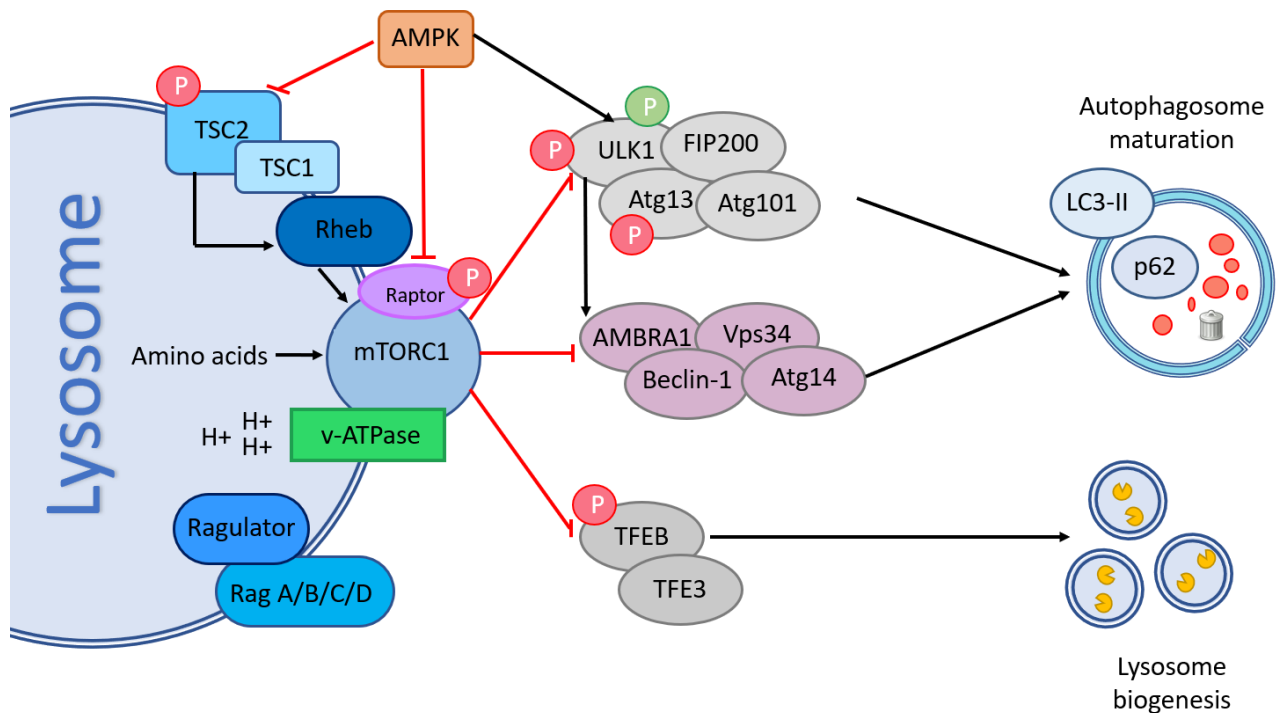 AMPK
P
TSC2
TSC1
Rheb
Raptor
P
mTORC1
Amino acids
H+
H+
H+
v-ATPase
Ragulator
Rag A/B/C/D
Lysosome
P
P
ULK1
FIP200
Atg13
Atg101
P
AMBRA1
Vps34
Beclin-1
Atg14
P
TFEB
TFE3
Autophagosome
maturation
LC3-II
p62
Lysosome
biogenesis